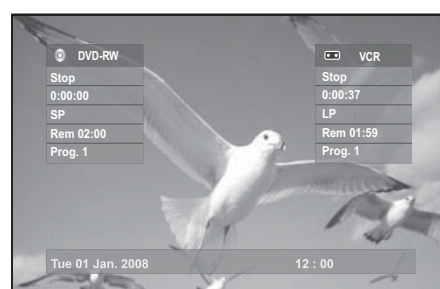 DVD-RW
Stop
0:00:00
SP
Rem 02:00
Prog. 1
VCR
Stop
0:00:37
LP
Rem 01:59
Prog. 1
Tue 01 Jan. 2008 12 : 00